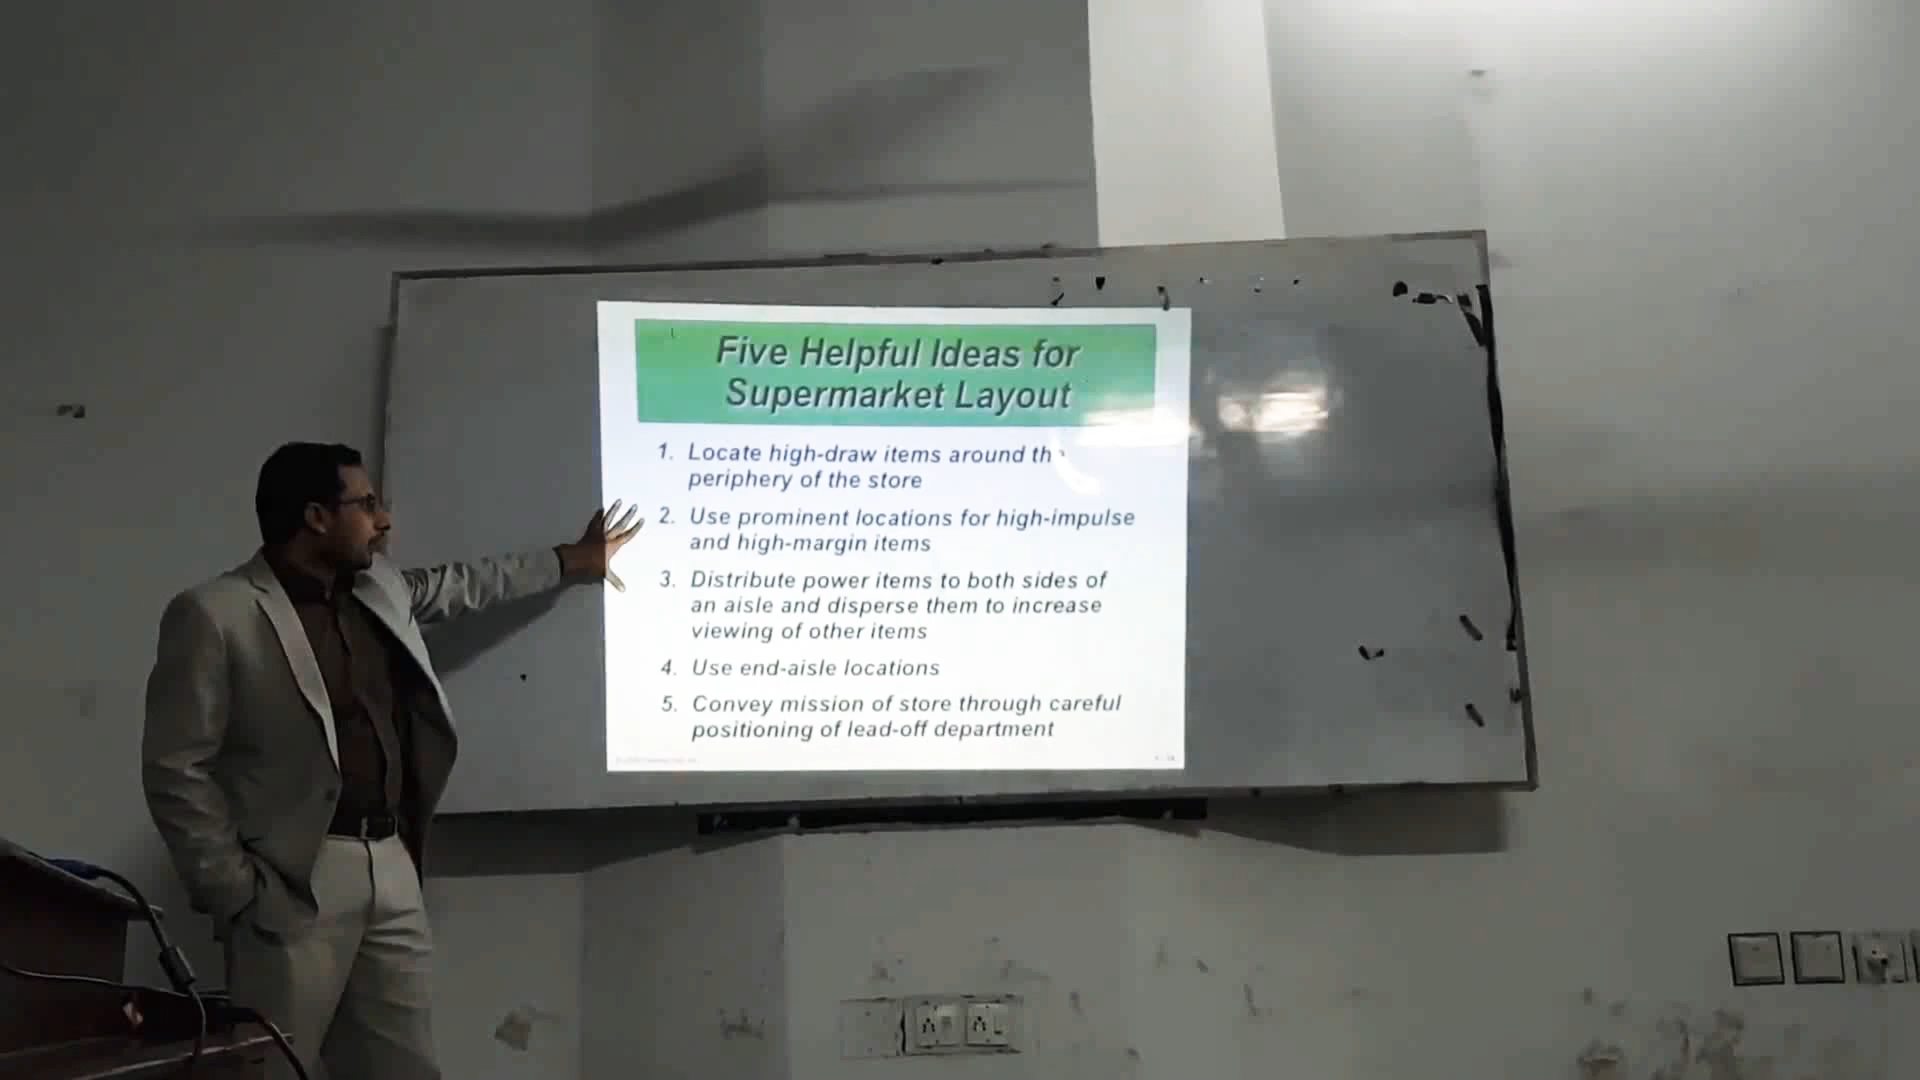 Five Helpful Ideas for
Supermarket Layout
1. Locate high-draw items around th
periphery of the store
2. Use prominent locations for high-impulse
and high-margin items
3. Distribute power items to both sides of
an aisle and disperse them to increase
viewing of other items
4. Use end-aisle locations
5. Convey mission of store through careful
positioning of lead-off department